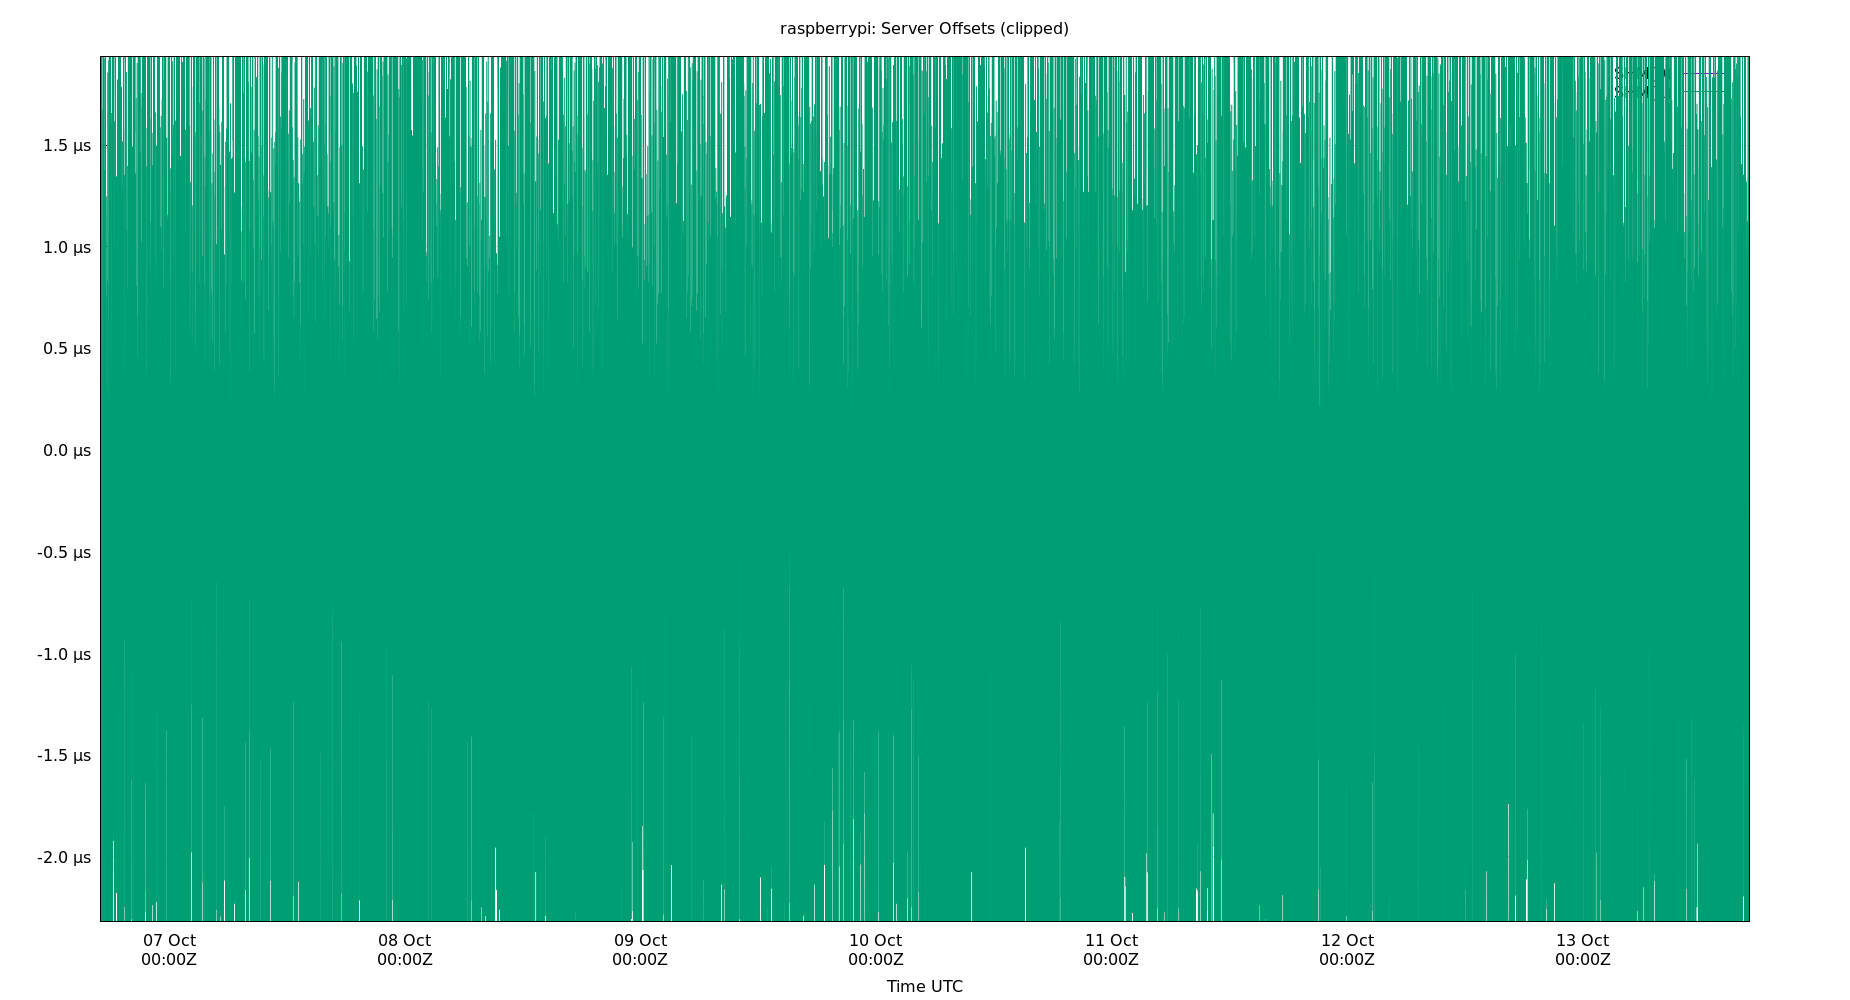 raspberrypi: Server Offsets (clipped)
1.5 µs
1.0 µs
0.5 µs
0.0 µs
-0.5 µs
-1.0 µs
-1.5 µs
-2.0 µs
07 Oct 08 Oct 09 Oct 10 Oct 11 Oct 12 Oct 13 Oct
00:00Z 00:00Z 00:00Z 00:00Z 00:00Z 00:00Z 00:00Z
Time UTC